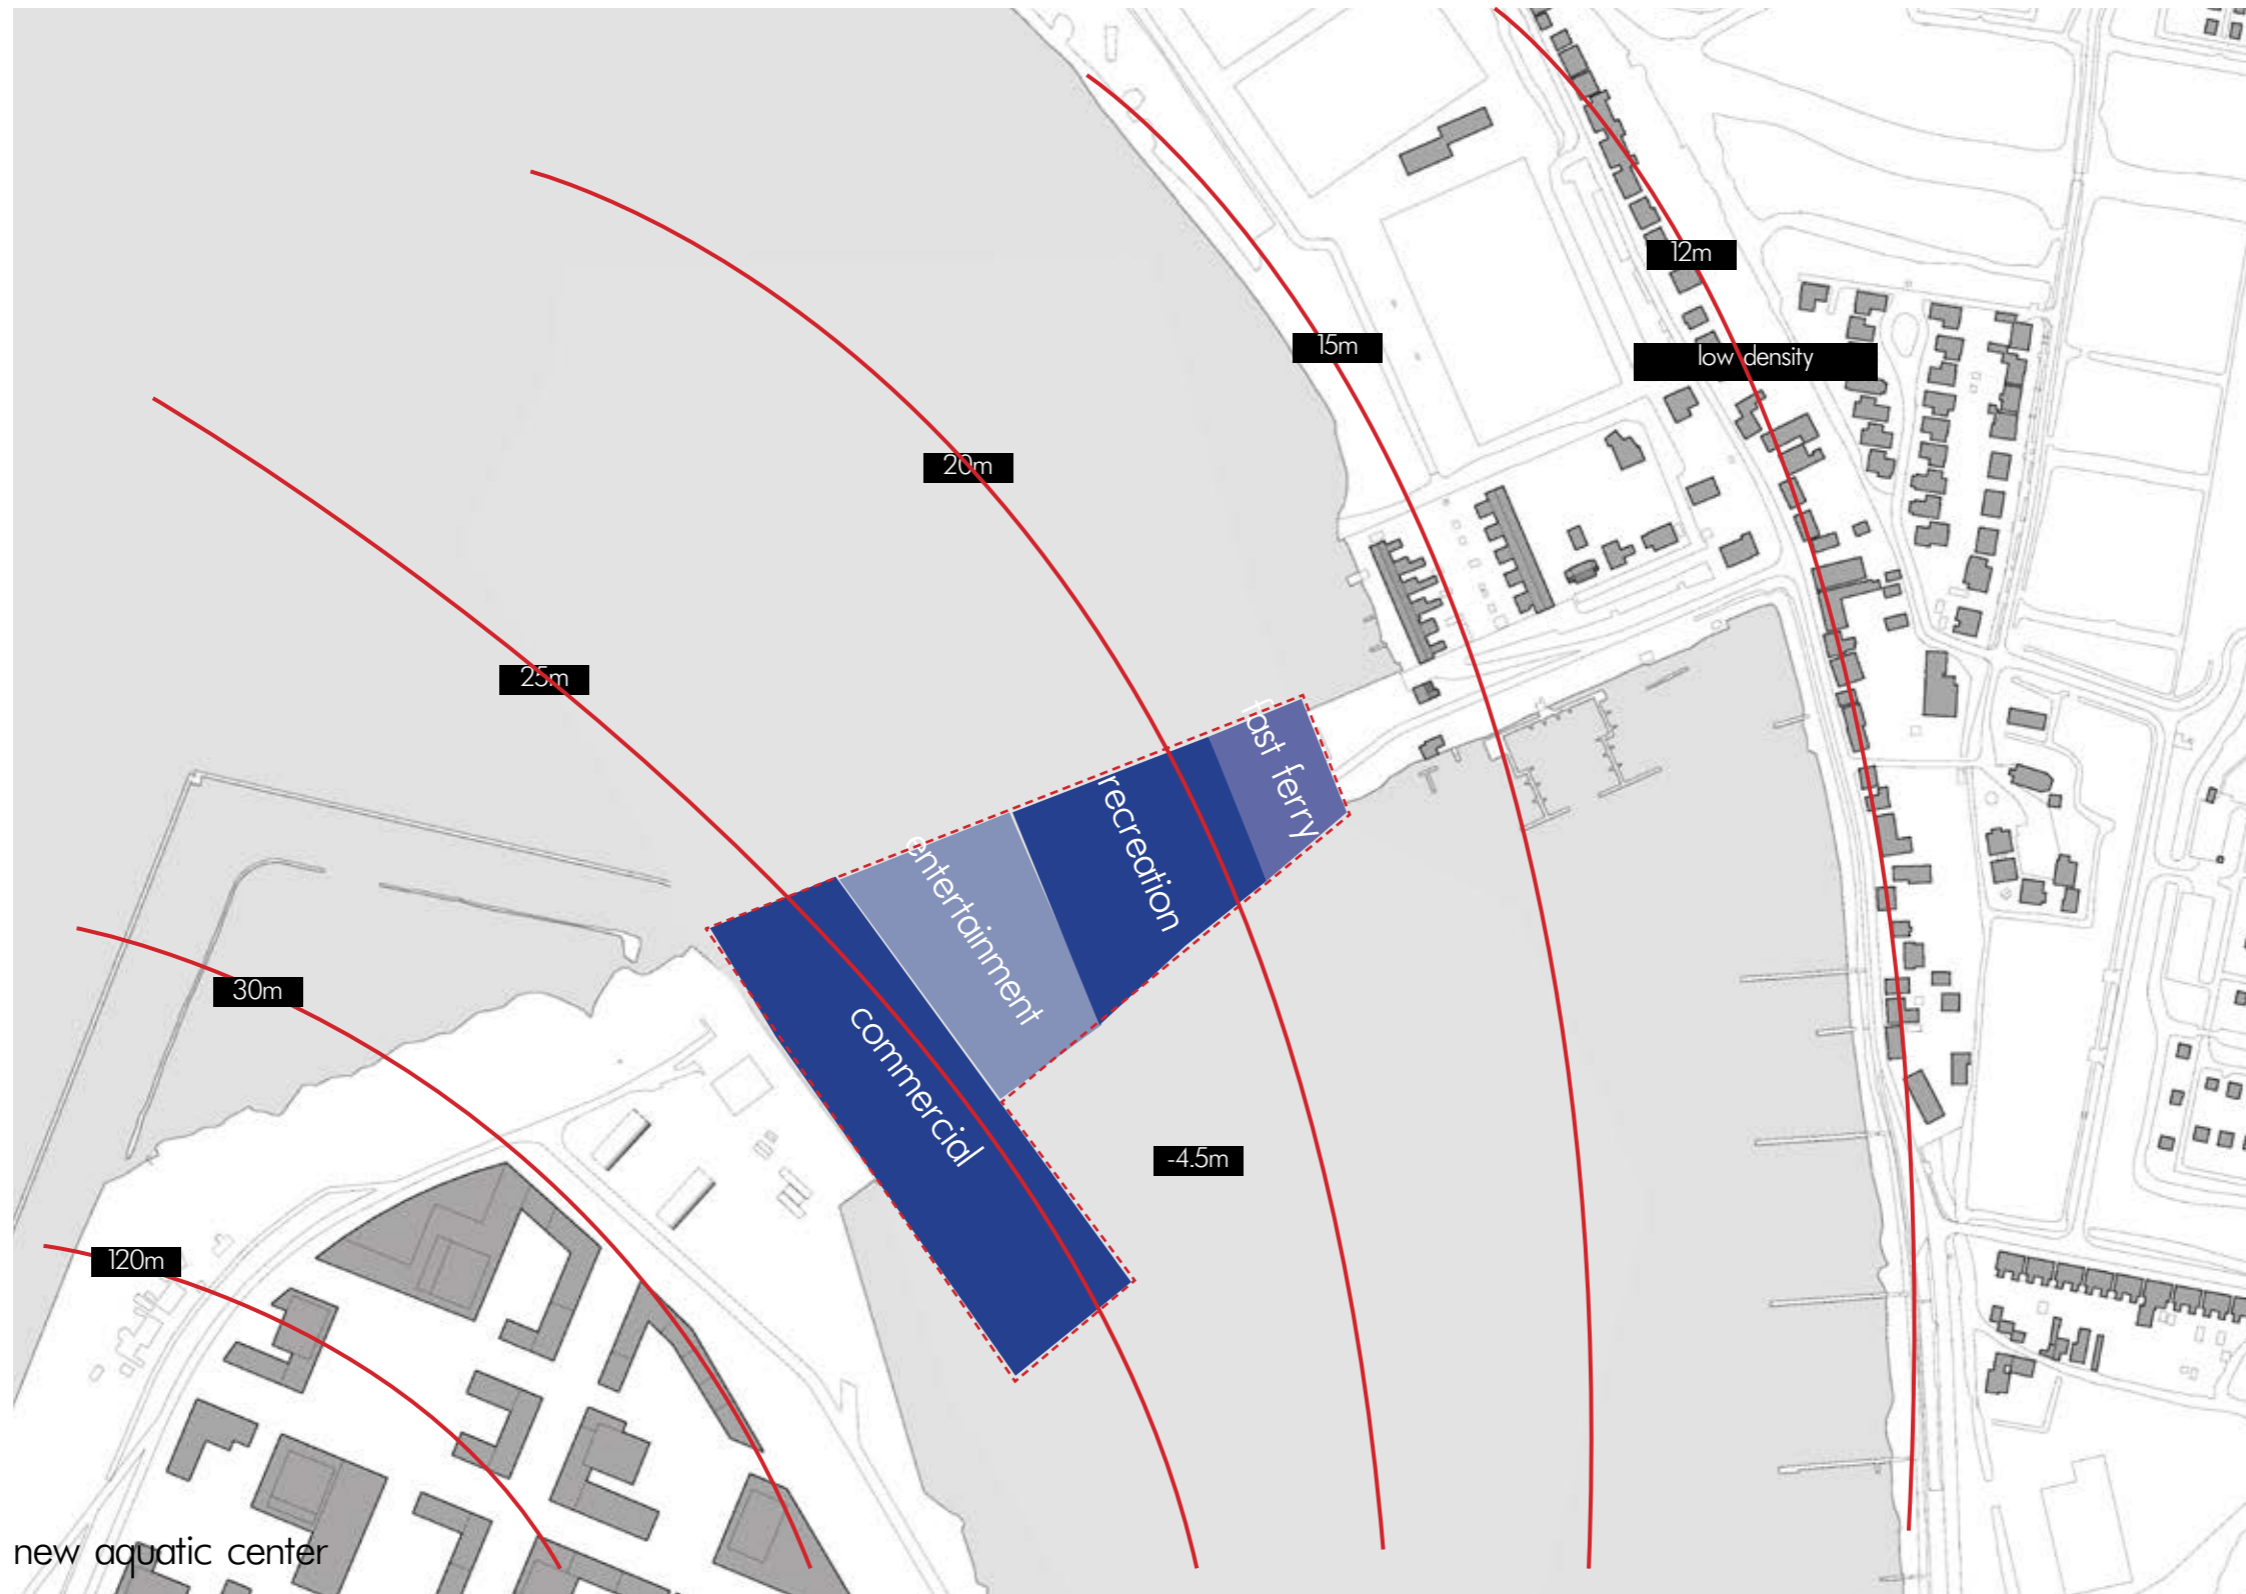 12m
15m
low density
20m
25m
fast ferry
recreation
entertainment
30m
commercial
-4.5m
120m
new aquatic center